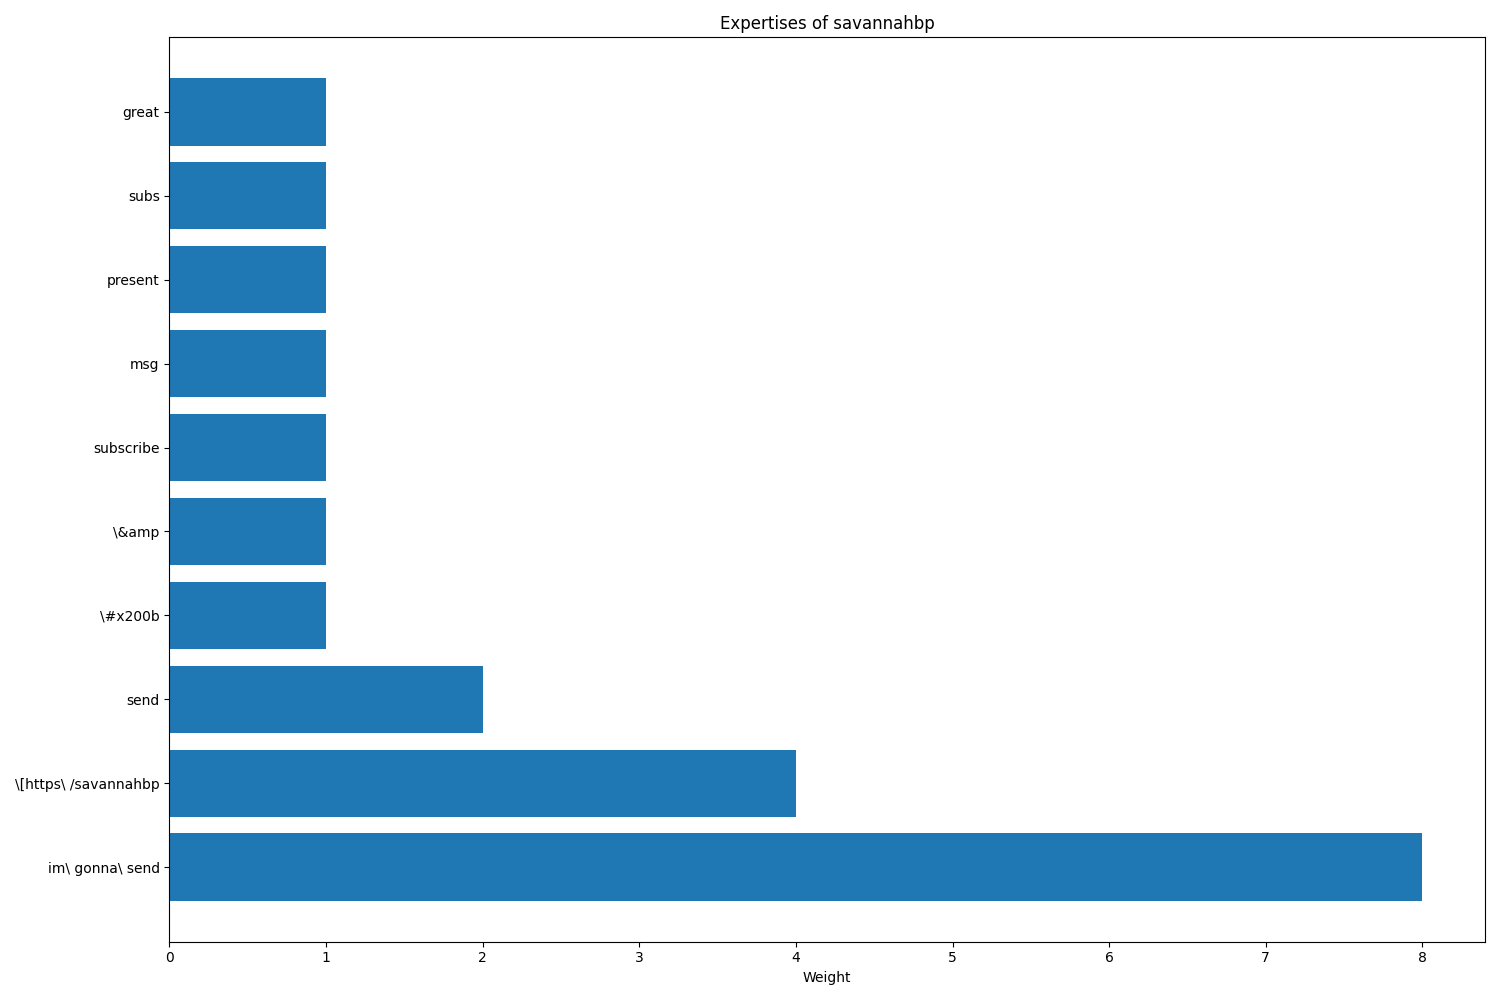 Expertises of savannahbp
great
subs
present
msg
subscribe
\&amp
\#x200b
send
\[https\ /savannahbp
im\ gonna\ send
0 1 2 3 4 5 6 7 8
Weight